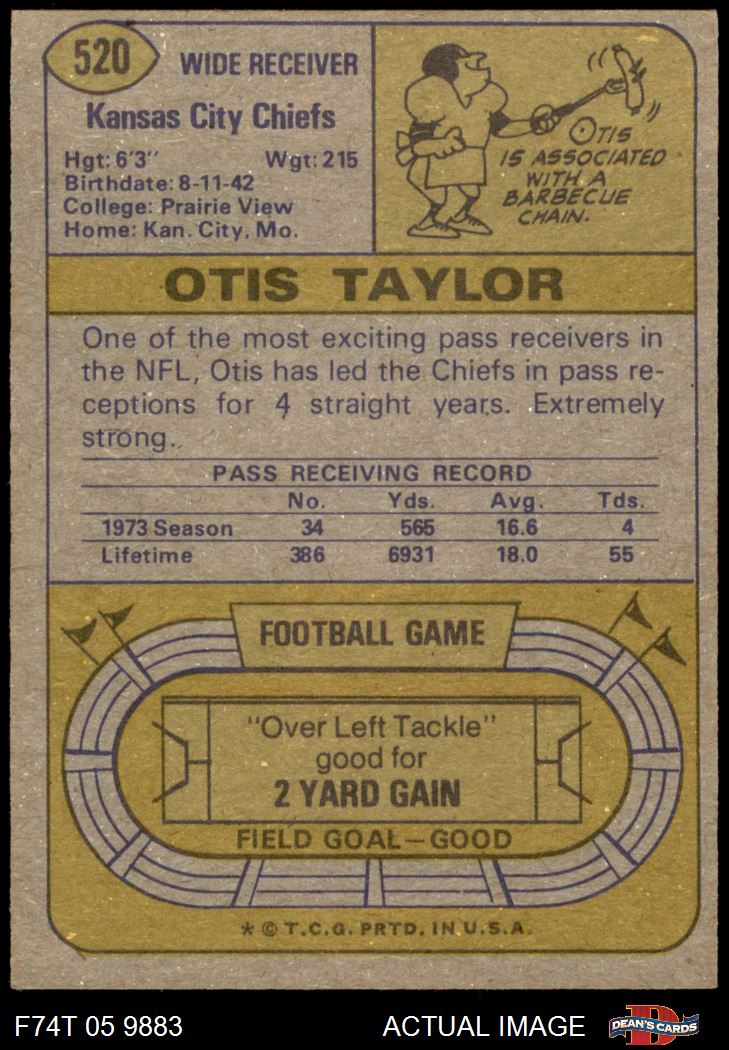 520
WIDE RECEIVER
Kansas City Chiefs
Hgt: 6'3" Wgt: 215
Birthdate: 8-11-42
College: Prairie View
Home: Kan. City, Mo.
OTIS
IS ASSOCIATED
WITH A
BARBECUE
CHAIN.
OTIS TAYLOR
One of the most exciting pass receivers in
the NFL, Otis has led the Chiefs in pass re-
ceptions for 4 straight years. Extremely
strong.
PASS RECEIVING RECORD
No. Yds. Avg. Tds.
1973 Season 34 565 16.6 4
Lifetime 386 6931 18.0 55
FOOTBALL GAME
"Over Left Tackle"
good for
2 YARD GAIN
FIELD GOAL—GOOD
* © T.C.G. PRTD. IN U.S.A.
F74T 05 9883 ACTUAL IMAGE
D
DEAN'S CARDS